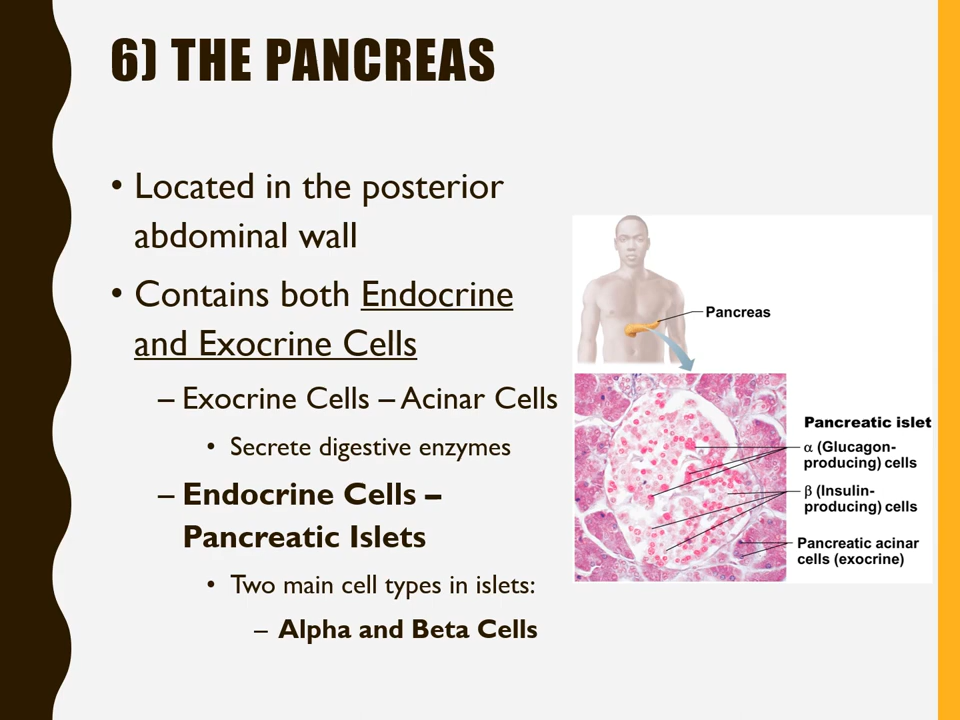 6) THE PANCREAS
• Located in the posterior
abdominal wall
• Contains both Endocrine
and Exocrine Cells
– Exocrine Cells – Acinar Cells
• Secrete digestive enzymes
– Endocrine Cells –
Pancreatic Islets
• Two main cell types in islets:
– Alpha and Beta Cells
Pancreas
Pancreatic islet
α (Glucagon-
producing) cells
β (Insulin-
producing) cells
Pancreatic acinar
cells (exocrine)